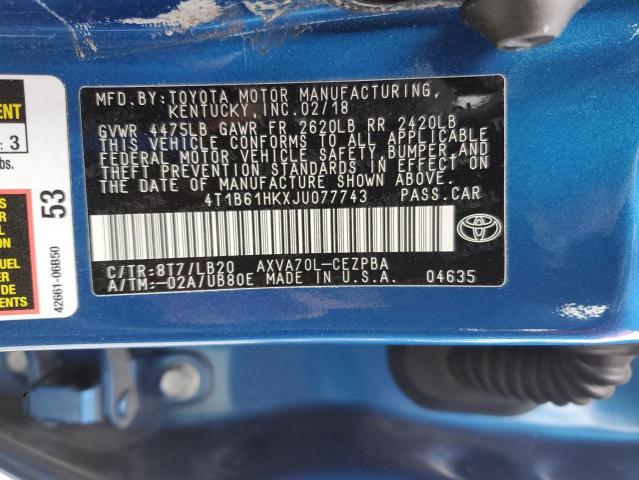 MFD.BY:TOYOTA MOTOR MANUFACTURING,
KENTUCKY, INC.02/18
GVWR 4475LB GAWR FR 2620LB RR 2420LB
THIS VEHICLE CONFORMS TO ALL APPLICABLE
FEDERAL MOTOR VEHICLE SAFETY, BUMPER, AND
THEFT PREVENTION STANDARDS IN EFFECT ON
THE DATE OF MANUFACTURE SHOWN ABOVE.
4T1B61HKXJU077743 PASS.CAR
C/TR:8T7/LB20 AXVA70L-CEZPBA
A/TM:-02A/UB80E MADE IN U.S.A. 04635
TOYOTA
3
bs.
53
42661-06B50